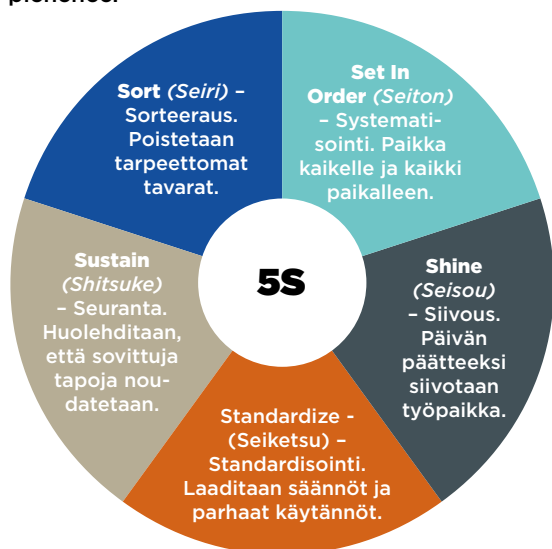 Sort (Seiri) –
Sorteeraus.
Poistetaan
tarpeettomat
tavarat.
Set In
Order (Seiton)
– Systemati-
sointi. Paikka
kaikelle ja kaikki
paikalleen.
Shine
(Seisou)
– Siivous.
Päivän
päätteeksi
siivotaan
työpaikka.
Standardize -
(Seiketsu) –
Standardisointi.
Laaditaan säännöt ja
parhaat käytännöt.
Sustain
(Shitsuke)
– Seuranta.
Huolehditaan,
että sovittuja
tapoja nou-
datetaan.
5S